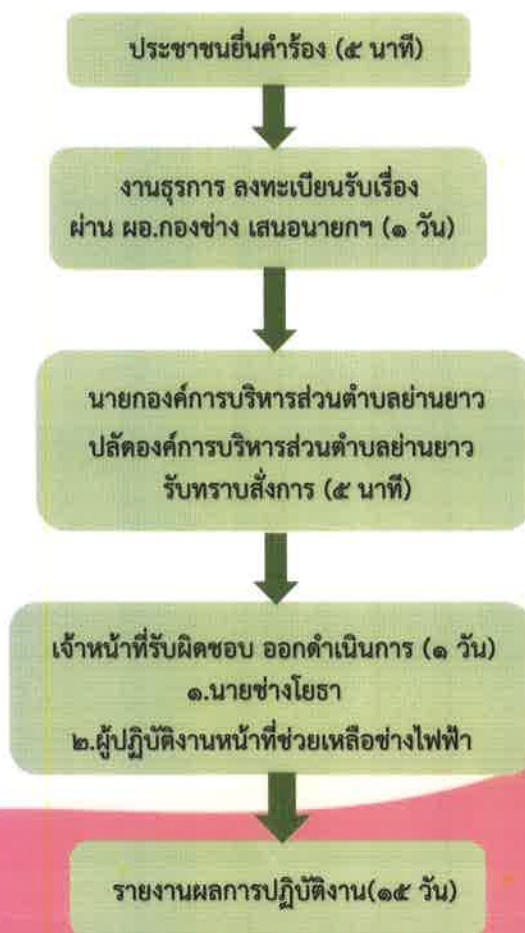 ประชาชนยื่นคำร้อง (๕ นาที)
งานธุรการ ลงทะเบียนรับเรื่อง
ผ่าน ผอ.กองช่าง เสนอนายกฯ (๑ วัน)
นายกองค์การบริหารส่วนตำบลย่านยาว
ปลัดองค์การบริหารส่วนตำบลย่านยาว
รับทราบสั่งการ (๕ นาที)
เจ้าหน้าที่รับผิดชอบ ออกดำเนินการ (๑ วัน)
๑.นายช่างโยธา
๒.ผู้ปฏิบัติงานหน้าที่ช่วยเหลือช่างไฟฟ้า
รายงานผลการปฏิบัติงาน(๑๕ วัน)